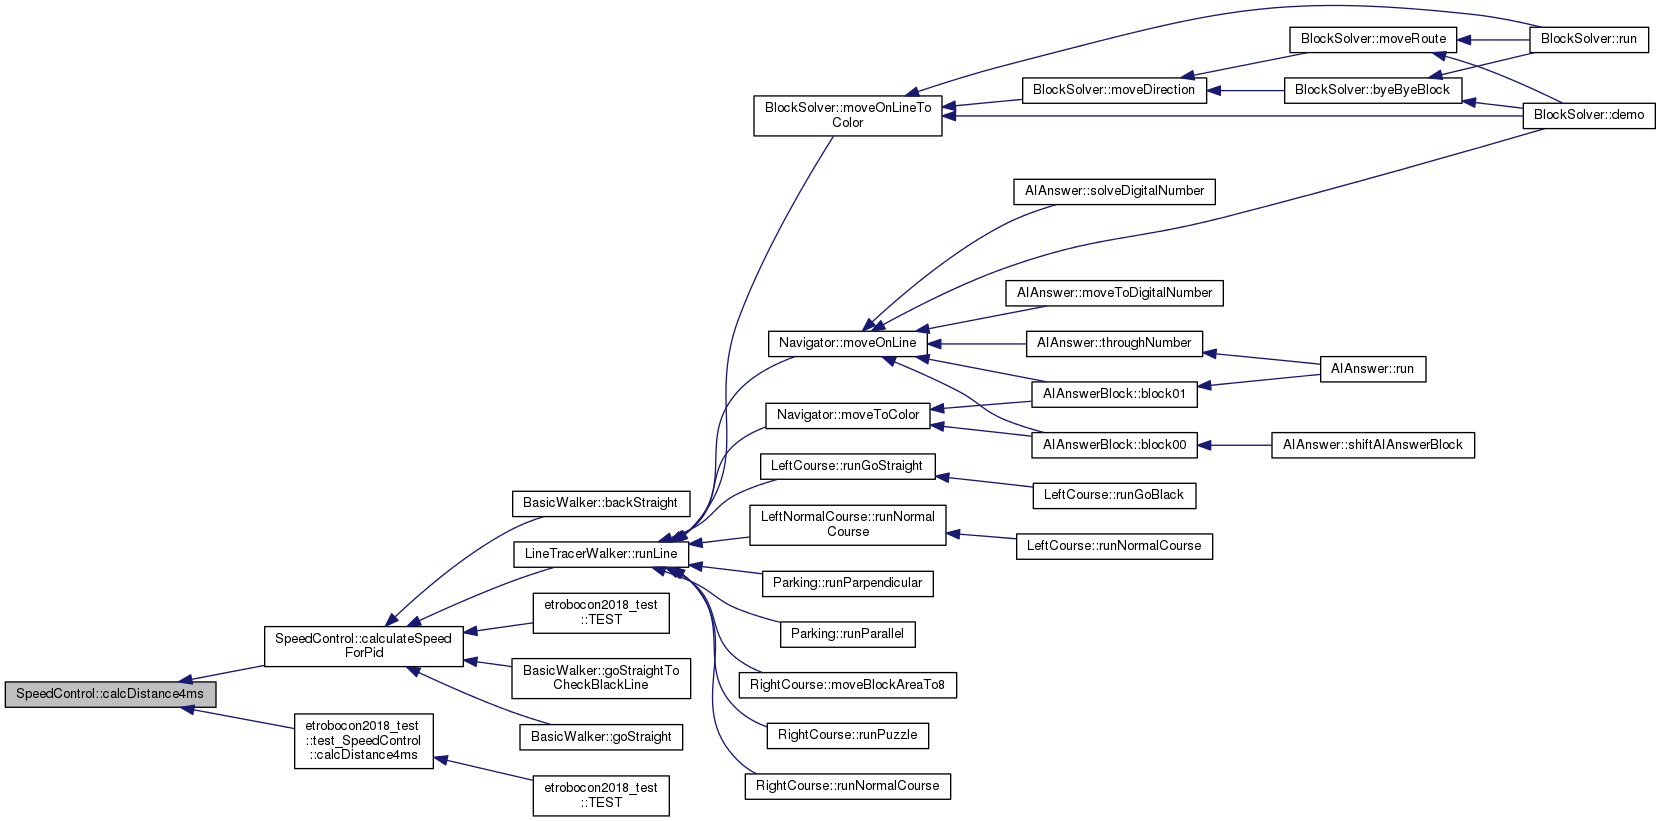 SpeedControl::calcDistance4ms
SpeedControl::calculateSpeed
ForPid
etrobocon2018_test
::test_SpeedControl
::calcDistance4ms
BasicWalker::backStraight
LineTracerWalker::runLine
etrobocon2018_test
::TEST
BasicWalker::goStraightTo
CheckBlackLine
BasicWalker::goStraight
etrobocon2018_test
::TEST
BlockSolver::moveOnLineTo
Color
Navigator::moveOnLine
Navigator::moveToColor
LeftCourse::runGoStraight
LeftNormalCourse::runNormal
Course
Parking::runParpendicular
Parking::runParallel
RightCourse::moveBlockAreaTo8
RightCourse::runPuzzle
RightCourse::runNormalCourse
BlockSolver::moveDirection
AIAnswer::solveDigitalNumber
AIAnswer::moveToDigitalNumber
AIAnswer::throughNumber
AIAnswerBlock::block01
AIAnswerBlock::block00
LeftCourse::runGoBlack
LeftCourse::runNormalCourse
BlockSolver::moveRoute
BlockSolver::byeByeBlock
AIAnswer::run
AIAnswer::shiftAIAnswerBlock
BlockSolver::run
BlockSolver::demo